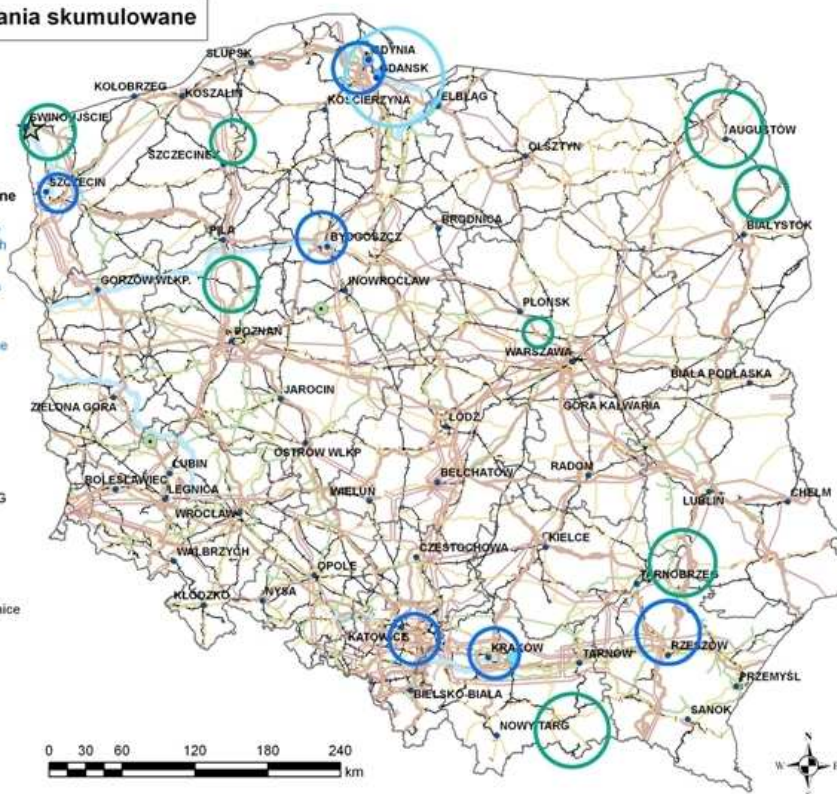 ania skumulowane
GDYNIA
SŁUPSK
GDAŃSK
KOŁOBRZEG
KOSZALIN
KOŚCIERZYNA
ELBLĄG
ŚWINOUJŚCIE
AUGUSTÓW
SZCZECINEK
OLSZTYN
SZCZECIN
ne
BRODNICA
PIŁA
BYDGOSZCZ
BIAŁYSTOK
h
GORZÓW WLKP.
INOWROCŁAW
PŁOŃSK
POZNAŃ
e
WARSZAWA
BIAŁA PODLASKA
JAROCIN
ZIELONA GÓRA
GÓRA KALWARIA
ŁÓDŹ
OSTRÓW WLKP
LUBIN
BEŁCHATÓW
RADOM
BOLESŁAWIEC
LEGNICA
WIELUŃ
G
LUBLIN
CHEŁM
WROCŁAW
KIELCE
WAŁBRZYCH
CZĘSTOCHOWA
OPOLE
TARNOBRZEG
KŁODZKO
NYSA
nice
KATOWICE
KRAKÓW
RZESZÓW
TARNÓW
PRZEMYŚL
BIELSKO-BIAŁA
SANOK
NOWY TARG
0 30 60 120 180 240
km
N
W E
S